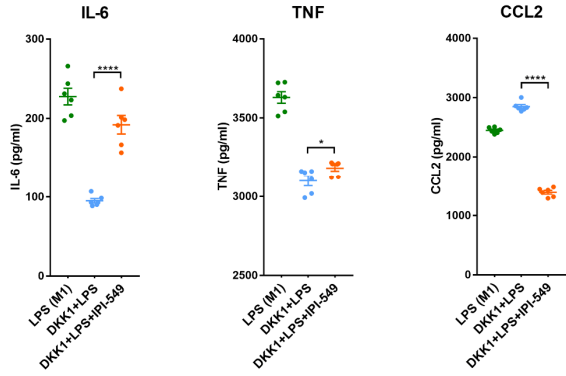 IL-6
TNF
CCL2
300
200
100
0
IL-6 (pg/ml)
****
LPS (M1)
DKK1+LPS
DKK1+LPS+IPI-549
4000
3500
3000
2500
TNF (pg/ml)
*
LPS (M1)
DKK1+LPS
DKK1+LPS+IPI-549
4000
3000
2000
1000
0
CCL2 (pg/ml)
****
LPS (M1)
DKK1+LPS
DKK1+LPS+IPI-549